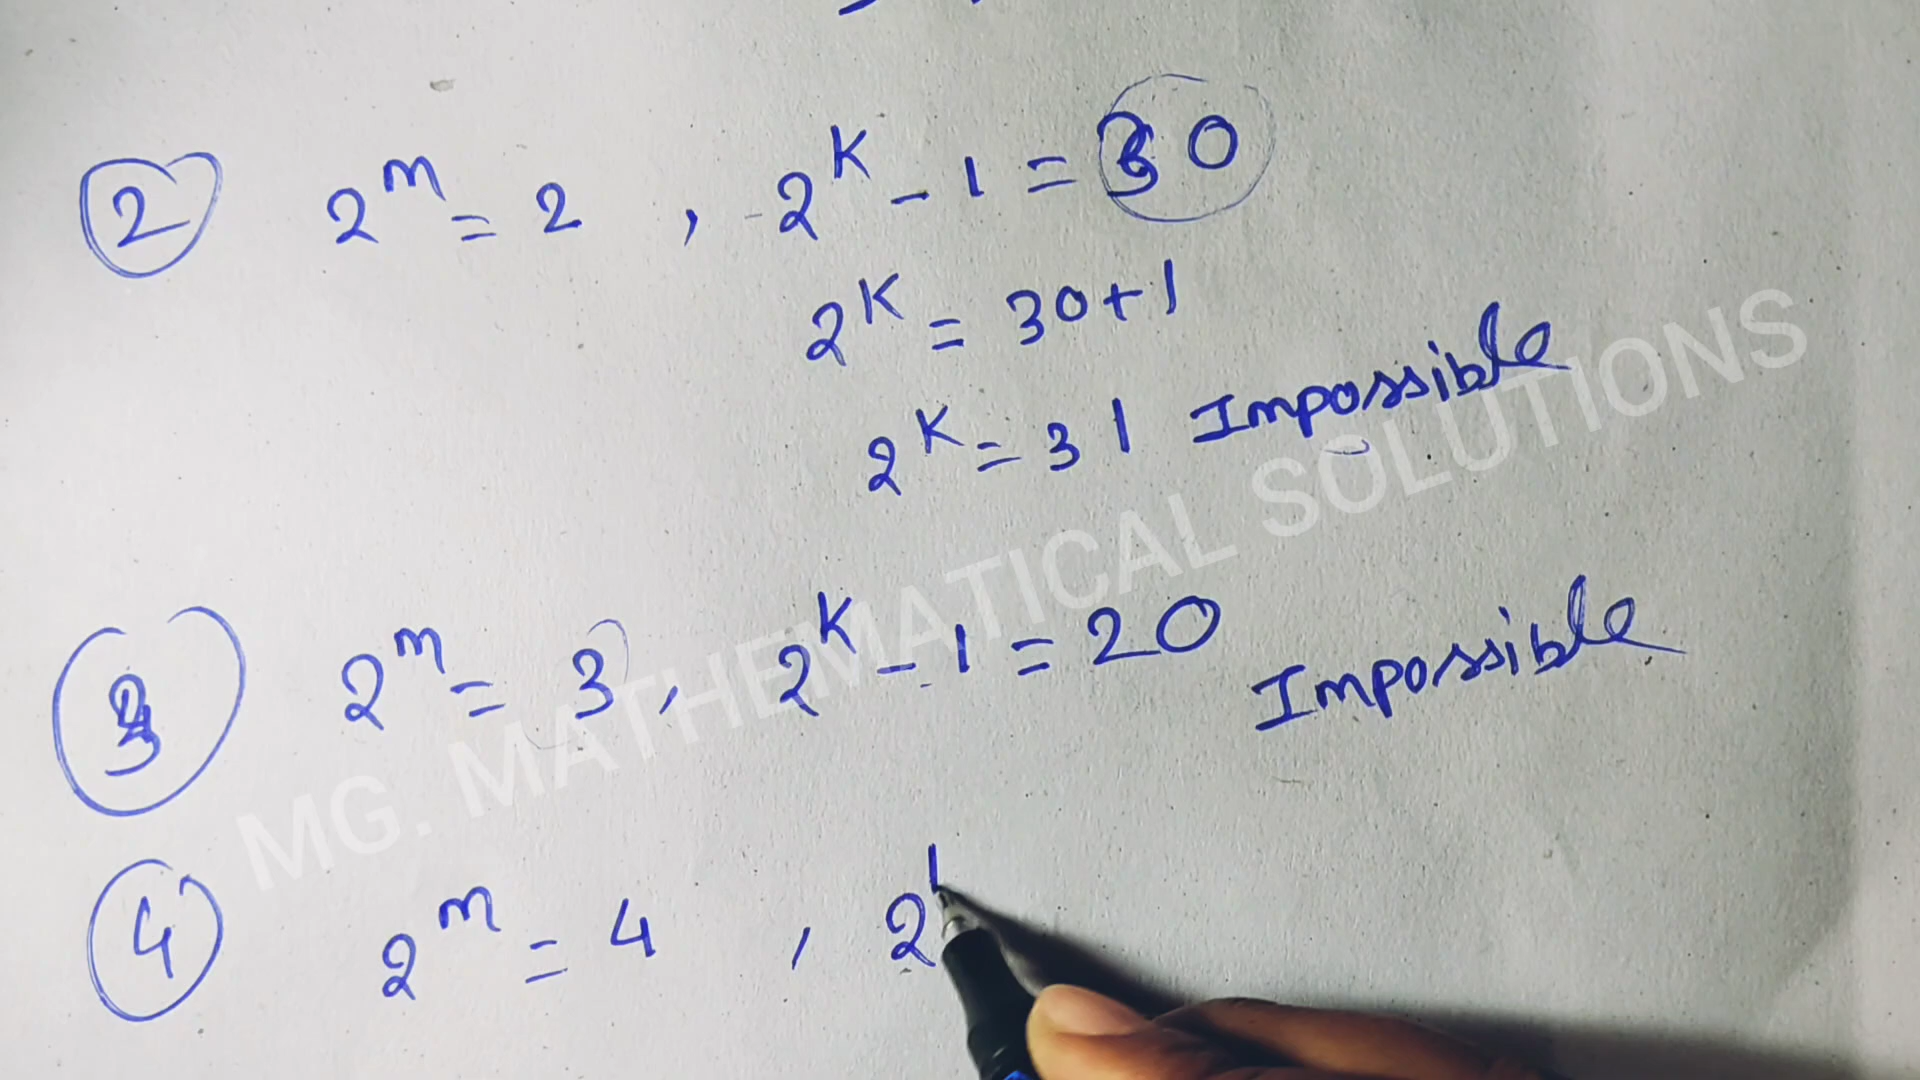 ② 2^m = 2 , 2^K - 1 = 30
2^K = 30+1
2^K = 31 Impossible
③ 2^m = 3 , 2^K - 1 = 20 Impossible
④ 2^m = 4 , 2
MG. MATHEMATICAL SOLUTIONS